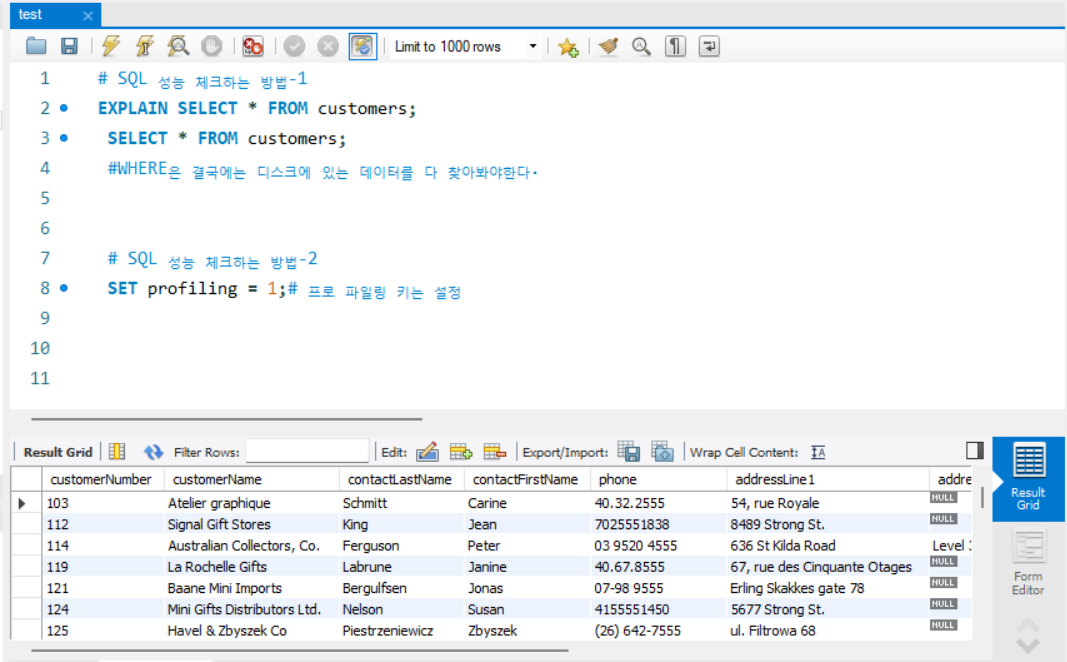 test
Limit to 1000 rows
1 # SQL 성능 체크하는 방법-1
2 EXPLAIN SELECT * FROM customers;
3 SELECT * FROM customers;
4 #WHERE은 결국에는 디스크에 있는 데이터를 다 찾아봐야한다.
5
6
7 # SQL 성능 체크하는 방법-2
8 SET profiling = 1;# 프로 파일링 키는 설정
9
10
11
Result Grid Filter Rows: Edit: Export/Import: Wrap Cell Content: IA
customerNumber customerName contactLastName contactFirstName phone addressLine1 addre
103 Atelier graphique Schmitt Carine 40.32.2555 54, rue Royale NULL
112 Signal Gift Stores King Jean 7025551838 8489 Strong St. NULL
114 Australian Collectors, Co. Ferguson Peter 03 9520 4555 636 St Kilda Road Level
119 La Rochelle Gifts Labrune Janine 40.67.8555 67, rue des Cinquante Otages NULL
121 Baane Mini Imports Bergulfsen Jonas 07-98 9555 Erling Skakkes gate 78 NULL
124 Mini Gifts Distributors Ltd. Nelson Susan 4155551450 5677 Strong St. NULL
125 Havel & Zbyszek Co Piestrzeniewicz Zbyszek (26) 642-7555 ul. Filtrowa 68 NULL
Result
Grid
Form
Editor